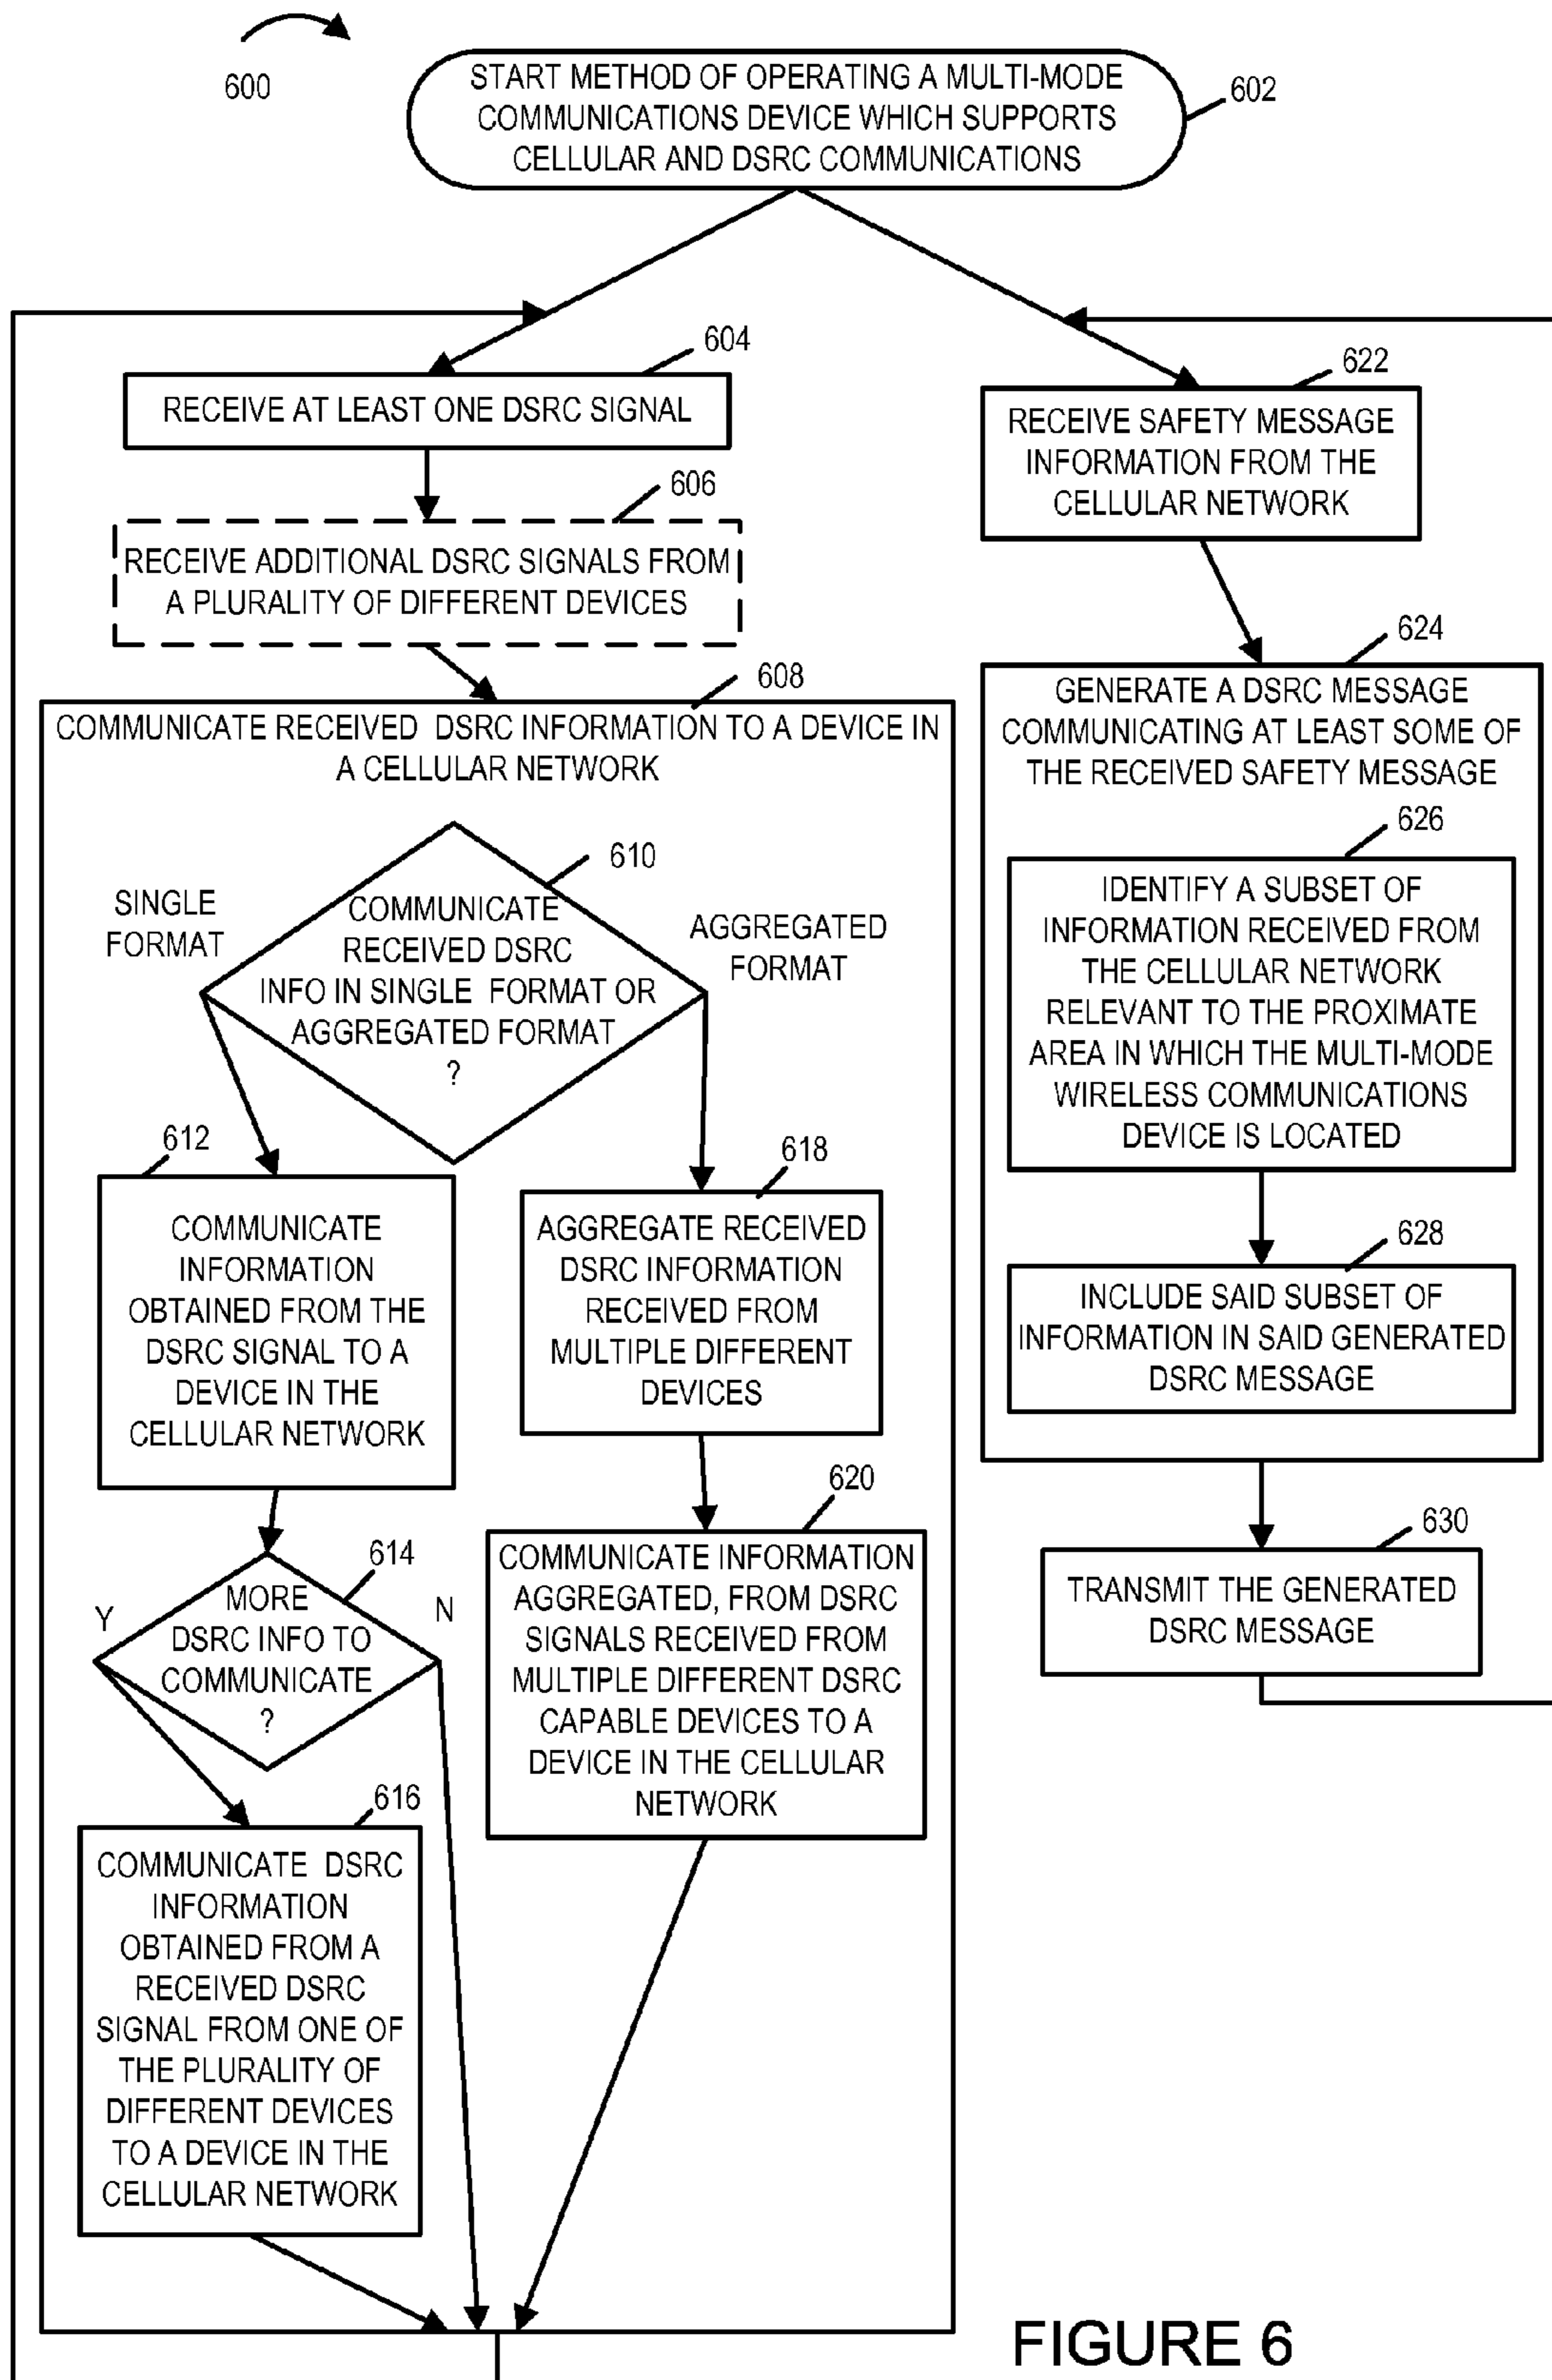 600
START METHOD OF OPERATING A MULTI-MODE
COMMUNICATIONS DEVICE WHICH SUPPORTS
CELLULAR AND DSRC COMMUNICATIONS
602
604
RECEIVE AT LEAST ONE DSRC SIGNAL
606
RECEIVE ADDITIONAL DSRC SIGNALS FROM
A PLURALITY OF DIFFERENT DEVICES
608
COMMUNICATE RECEIVED DSRC INFORMATION TO A DEVICE IN
A CELLULAR NETWORK
610
SINGLE
FORMAT
COMMUNICATE
RECEIVED DSRC
INFO IN SINGLE FORMAT OR
AGGREGATED FORMAT
?
AGGREGATED
FORMAT
612
COMMUNICATE
INFORMATION
OBTAINED FROM THE
DSRC SIGNAL TO A
DEVICE IN THE
CELLULAR NETWORK
614
Y
MORE
DSRC INFO TO
COMMUNICATE
?
N
616
COMMUNICATE DSRC
INFORMATION
OBTAINED FROM A
RECEIVED DSRC
SIGNAL FROM ONE OF
THE PLURALITY OF
DIFFERENT DEVICES
TO A DEVICE IN THE
CELLULAR NETWORK
618
AGGREGATE RECEIVED
DSRC INFORMATION
RECEIVED FROM
MULTIPLE DIFFERENT
DEVICES
620
COMMUNICATE INFORMATION
AGGREGATED, FROM DSRC
SIGNALS RECEIVED FROM
MULTIPLE DIFFERENT DSRC
CAPABLE DEVICES TO A
DEVICE IN THE CELLULAR
NETWORK
622
RECEIVE SAFETY MESSAGE
INFORMATION FROM THE
CELLULAR NETWORK
624
GENERATE A DSRC MESSAGE
COMMUNICATING AT LEAST SOME OF
THE RECEIVED SAFETY MESSAGE
626
IDENTIFY A SUBSET OF
INFORMATION RECEIVED FROM
THE CELLULAR NETWORK
RELEVANT TO THE PROXIMATE
AREA IN WHICH THE MULTI-MODE
WIRELESS COMMUNICATIONS
DEVICE IS LOCATED
628
INCLUDE SAID SUBSET OF
INFORMATION IN SAID GENERATED
DSRC MESSAGE
630
TRANSMIT THE GENERATED
DSRC MESSAGE
FIGURE 6